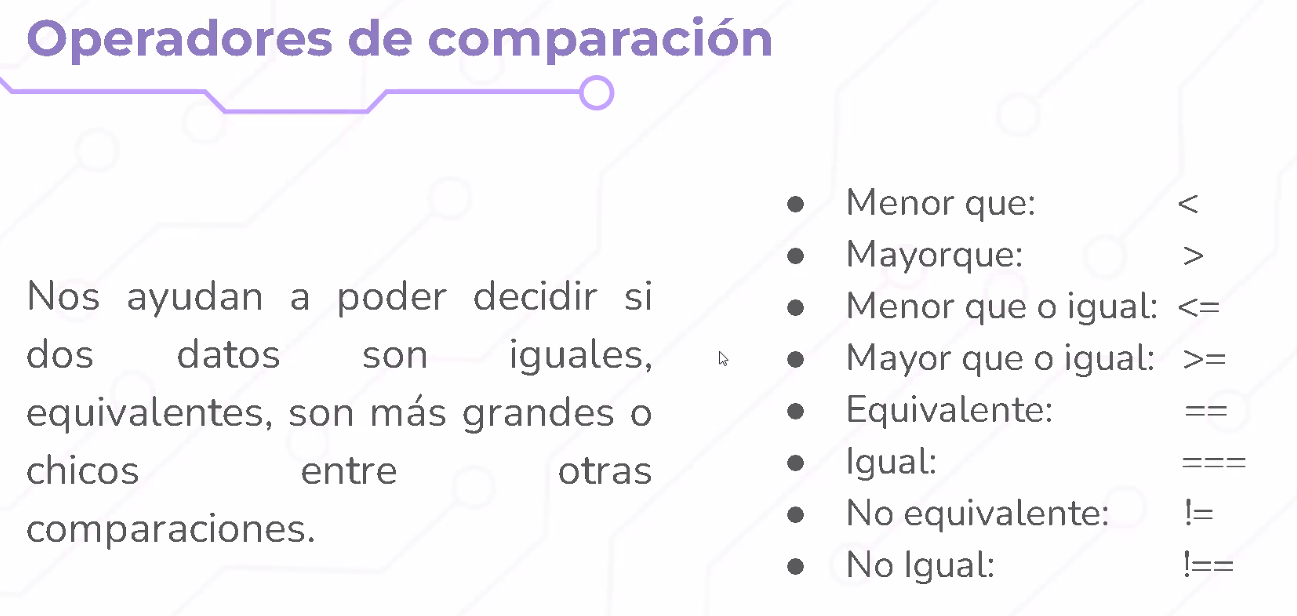 Operadores de comparación
Nos ayudan a poder decidir si
dos datos son iguales,
equivalentes, son más grandes o
chicos entre otras
comparaciones.
● Menor que: <
● Mayorque: >
● Menor que o igual: <=
● Mayor que o igual: >=
● Equivalente: ==
● Igual: ===
● No equivalente: !=
● No Igual: !==